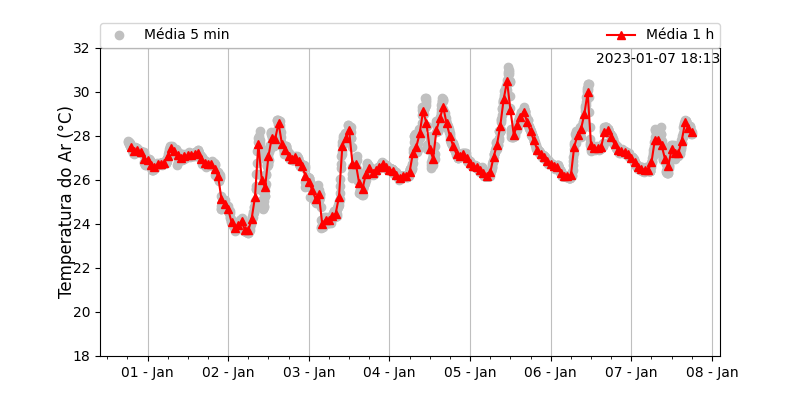 Média 5 min
Média 1 h
2023-01-07 18:13
Temperatura do Ar (°C)
32
30
28
26
24
22
20
18
01 - Jan
02 - Jan
03 - Jan
04 - Jan
05 - Jan
06 - Jan
07 - Jan
08 - Jan